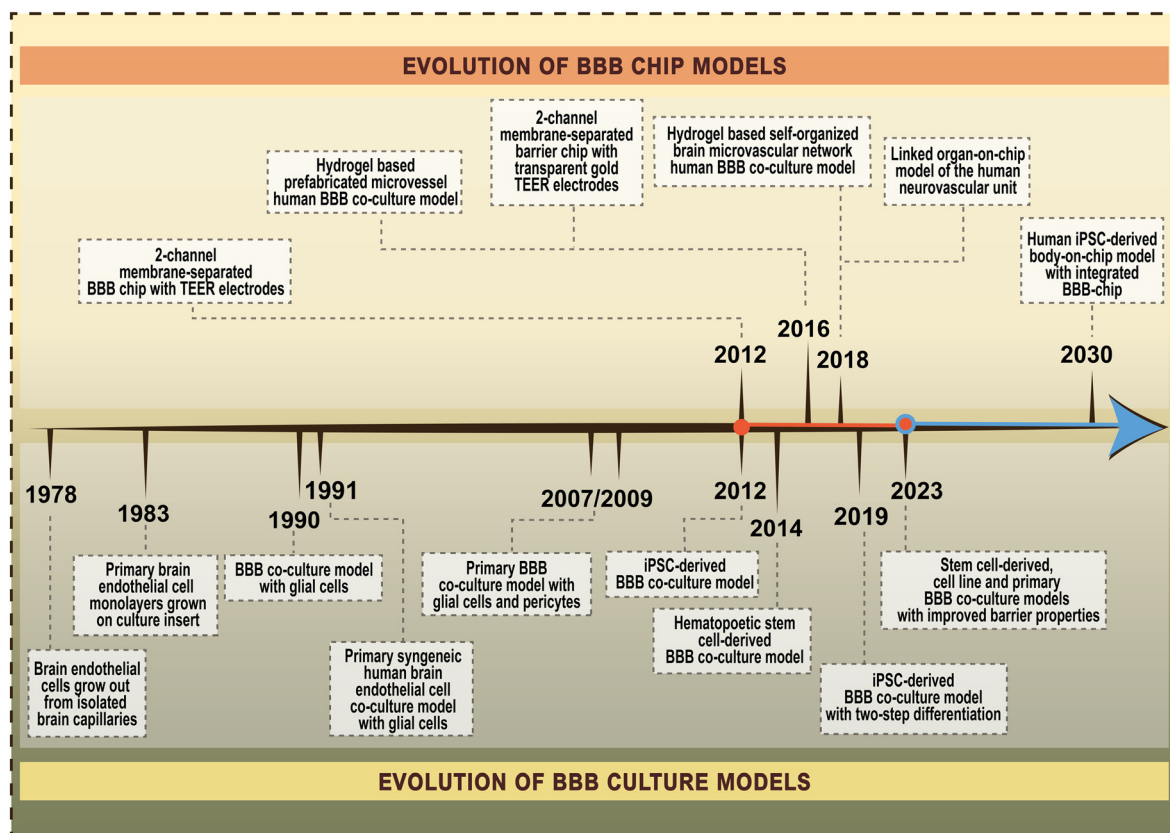 EVOLUTION OF BBB CHIP MODELS
2-channel
membrane-separated
barrier chip with
transparent gold
TEER electrodes
Hydrogel based self-organized
brain microvascular network
human BBB co-culture model
Linked organ-on-chip
model of the human
neurovascular unit
Hydrogel based
prefabricated microvessel
human BBB co-culture model
2-channel
membrane-separated
BBB chip with TEER electrodes
Human iPSC-derived
body-on-chip model
with integrated
BBB-chip
2012
2016
2018
2030
1978
1983
1990
1991
2007/2009
2012
2014
2019
2023
Brain endothelial
cells grow out
from isolated
brain capillaries
Primary brain
endothelial cell
monolayers grown
on culture insert
BBB co-culture model
with glial cells
Primary syngeneic
human brain
endothelial cell
co-culture model
with glial cells
Primary BBB
co-culture model with
glial cells and pericytes
iPSC-derived
BBB co-culture model
Hematopoetic stem
cell-derived
BBB co-culture model
iPSC-derived
BBB co-culture model
with two-step differentiation
Stem cell-derived,
cell line and primary
BBB co-culture models
with improved barrier properties
EVOLUTION OF BBB CULTURE MODELS